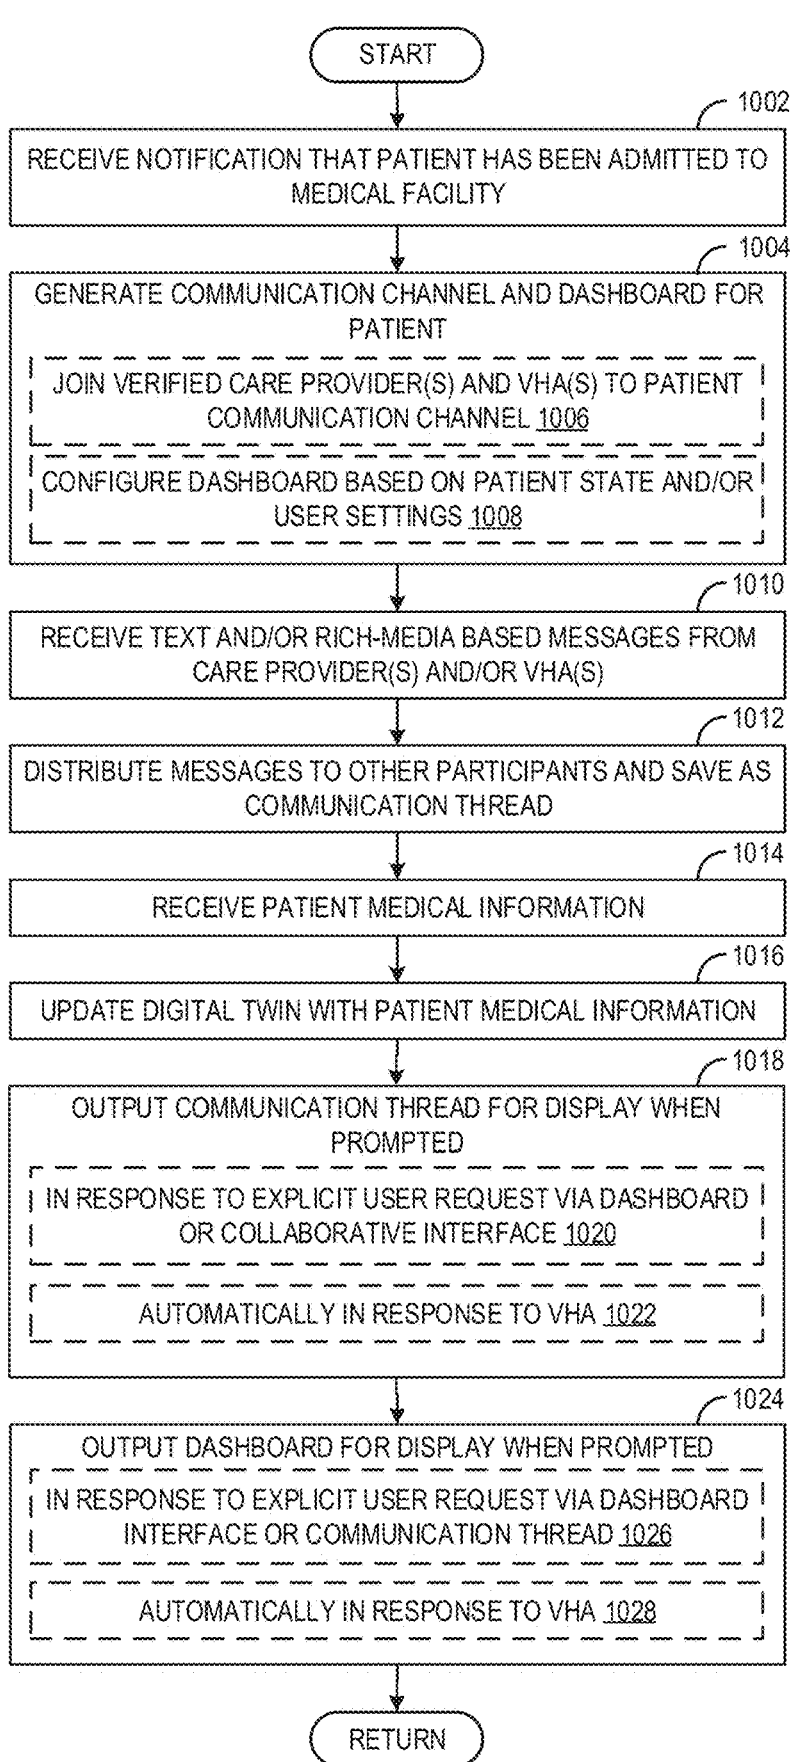 START
1002
RECEIVE NOTIFICATION THAT PATIENT HAS BEEN ADMITTED TO
MEDICAL FACILITY
1004
GENERATE COMMUNICATION CHANNEL AND DASHBOARD FOR
PATIENT
JOIN VERIFIED CARE PROVIDER(S) AND VHA(S) TO PATIENT
COMMUNICATION CHANNEL 1006
CONFIGURE DASHBOARD BASED ON PATIENT STATE AND/OR
USER SETTINGS 1008
1010
RECEIVE TEXT AND/OR RICH-MEDIA BASED MESSAGES FROM
CARE PROVIDER(S) AND/OR VHA(S)
1012
DISTRIBUTE MESSAGES TO OTHER PARTICIPANTS AND SAVE AS
COMMUNICATION THREAD
1014
RECEIVE PATIENT MEDICAL INFORMATION
1016
UPDATE DIGITAL TWIN WITH PATIENT MEDICAL INFORMATION
1018
OUTPUT COMMUNICATION THREAD FOR DISPLAY WHEN
PROMPTED
IN RESPONSE TO EXPLICIT USER REQUEST VIA DASHBOARD
OR COLLABORATIVE INTERFACE 1020
AUTOMATICALLY IN RESPONSE TO VHA 1022
1024
OUTPUT DASHBOARD FOR DISPLAY WHEN PROMPTED
IN RESPONSE TO EXPLICIT USER REQUEST VIA DASHBOARD
INTERFACE OR COMMUNICATION THREAD 1026
AUTOMATICALLY IN RESPONSE TO VHA 1028
RETURN